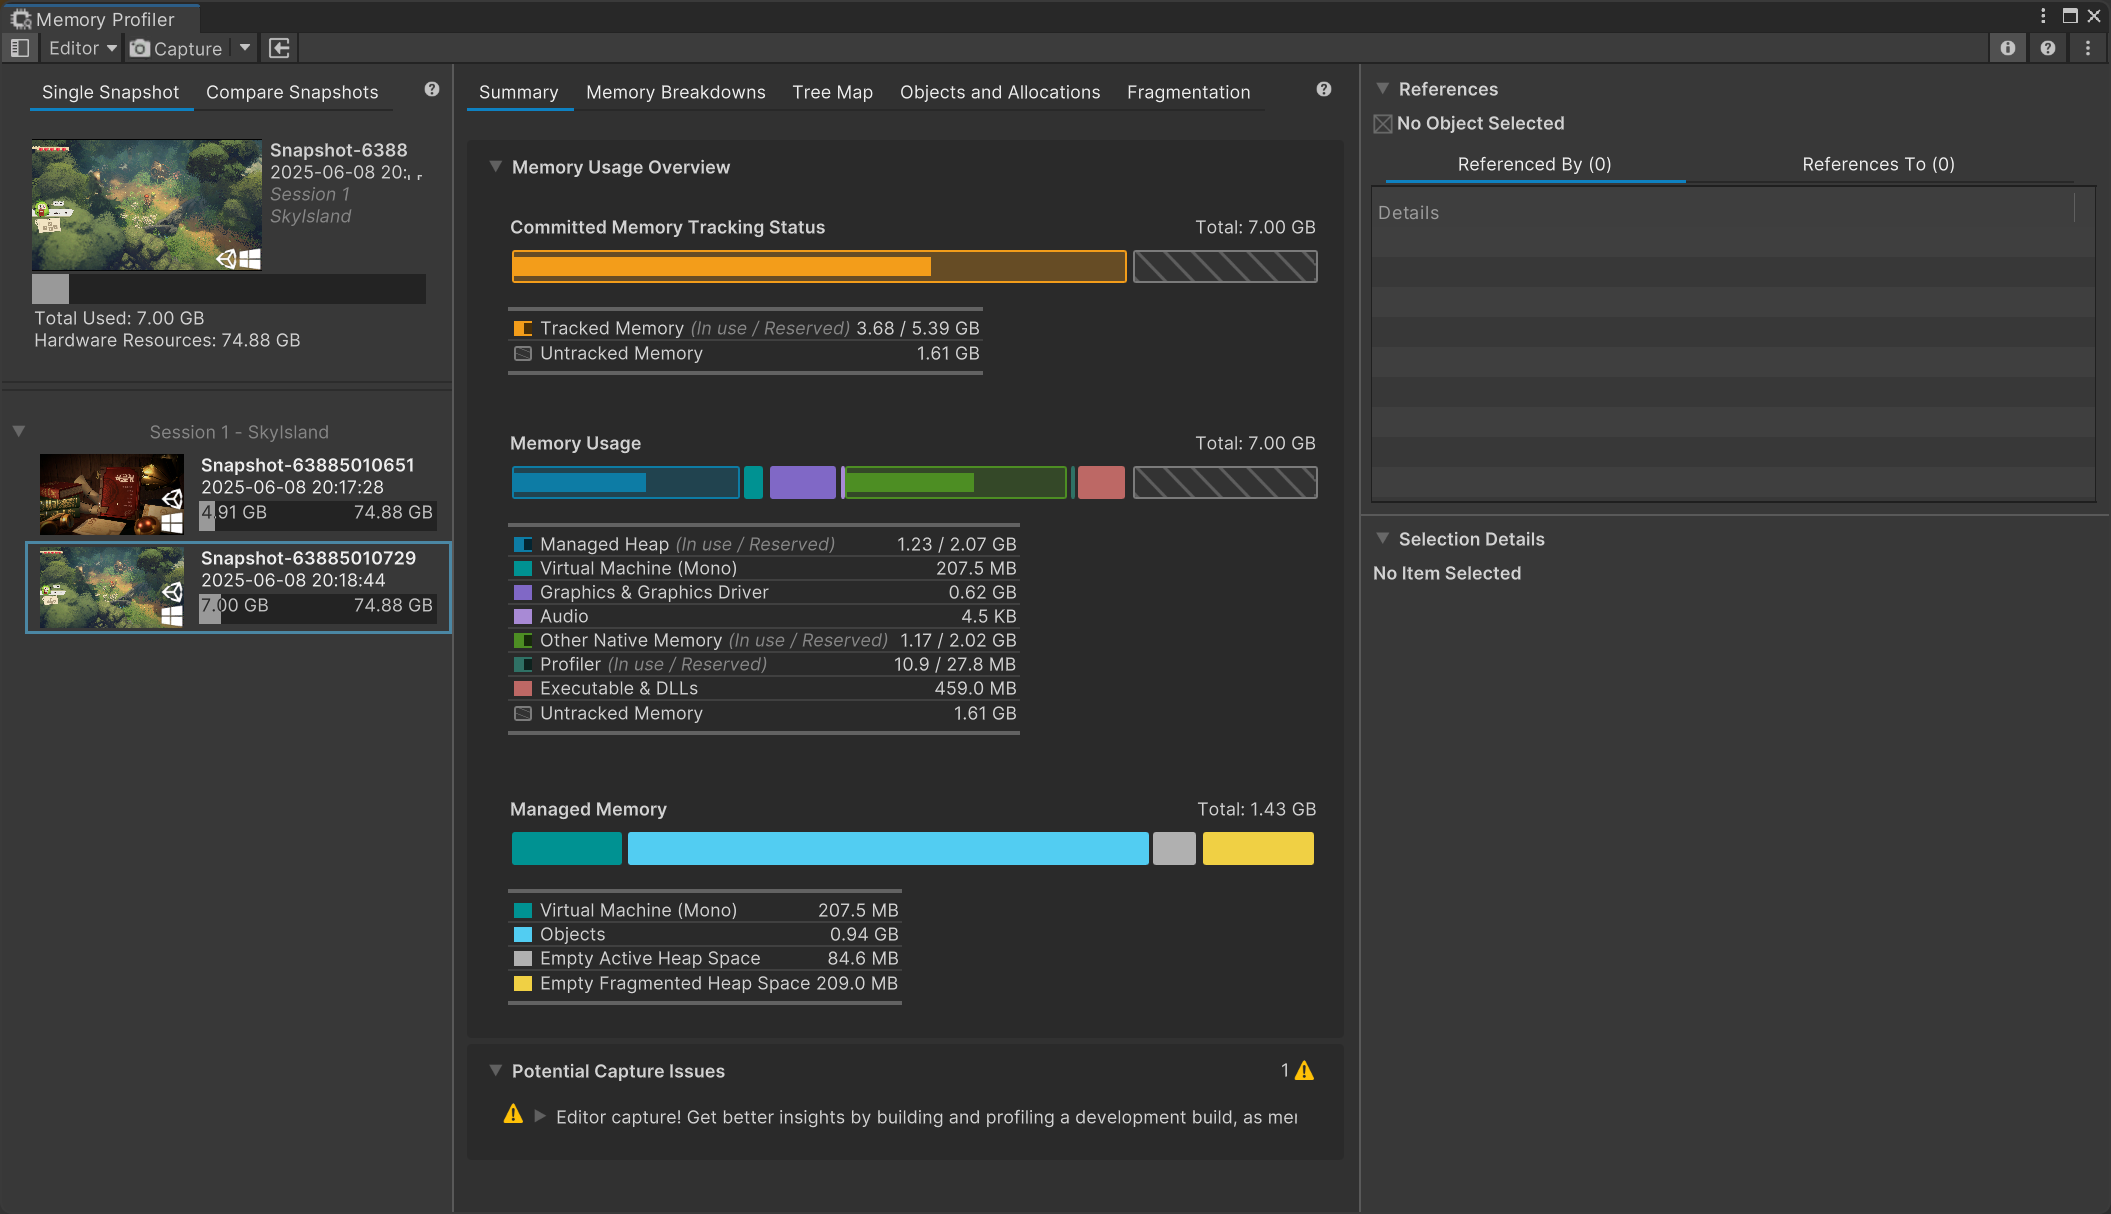 Memory Profiler
Editor
Capture
Single Snapshot
Compare Snapshots
Snapshot-6388
2025-06-08 20:
Session 1
SkyIsland
Total Used: 7.00 GB
Hardware Resources: 74.88 GB
Session 1 - SkyIsland
Snapshot-63885010651
2025-06-08 20:17:28
4.91 GB 74.88 GB
Snapshot-63885010729
2025-06-08 20:18:44
7.00 GB 74.88 GB
Summary
Memory Breakdowns
Tree Map
Objects and Allocations
Fragmentation
Memory Usage Overview
Committed Memory Tracking Status Total: 7.00 GB
Tracked Memory (In use / Reserved) 3.68 / 5.39 GB
Untracked Memory 1.61 GB
Memory Usage Total: 7.00 GB
Managed Heap (In use / Reserved) 1.23 / 2.07 GB
Virtual Machine (Mono) 207.5 MB
Graphics & Graphics Driver 0.62 GB
Audio 4.5 KB
Other Native Memory (In use / Reserved) 1.17 / 2.02 GB
Profiler (In use / Reserved) 10.9 / 27.8 MB
Executable & DLLs 459.0 MB
Untracked Memory 1.61 GB
Managed Memory Total: 1.43 GB
Virtual Machine (Mono) 207.5 MB
Objects 0.94 GB
Empty Active Heap Space 84.6 MB
Empty Fragmented Heap Space 209.0 MB
Potential Capture Issues 1
Editor capture! Get better insights by building and profiling a development build, as
References
No Object Selected
Referenced By (0)
References To (0)
Details
Selection Details
No Item Selected